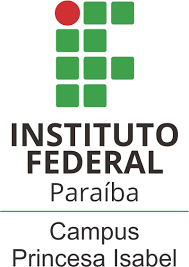 INSTITUTO
FEDERAL
Paraíba
Campus
Princesa Isabel